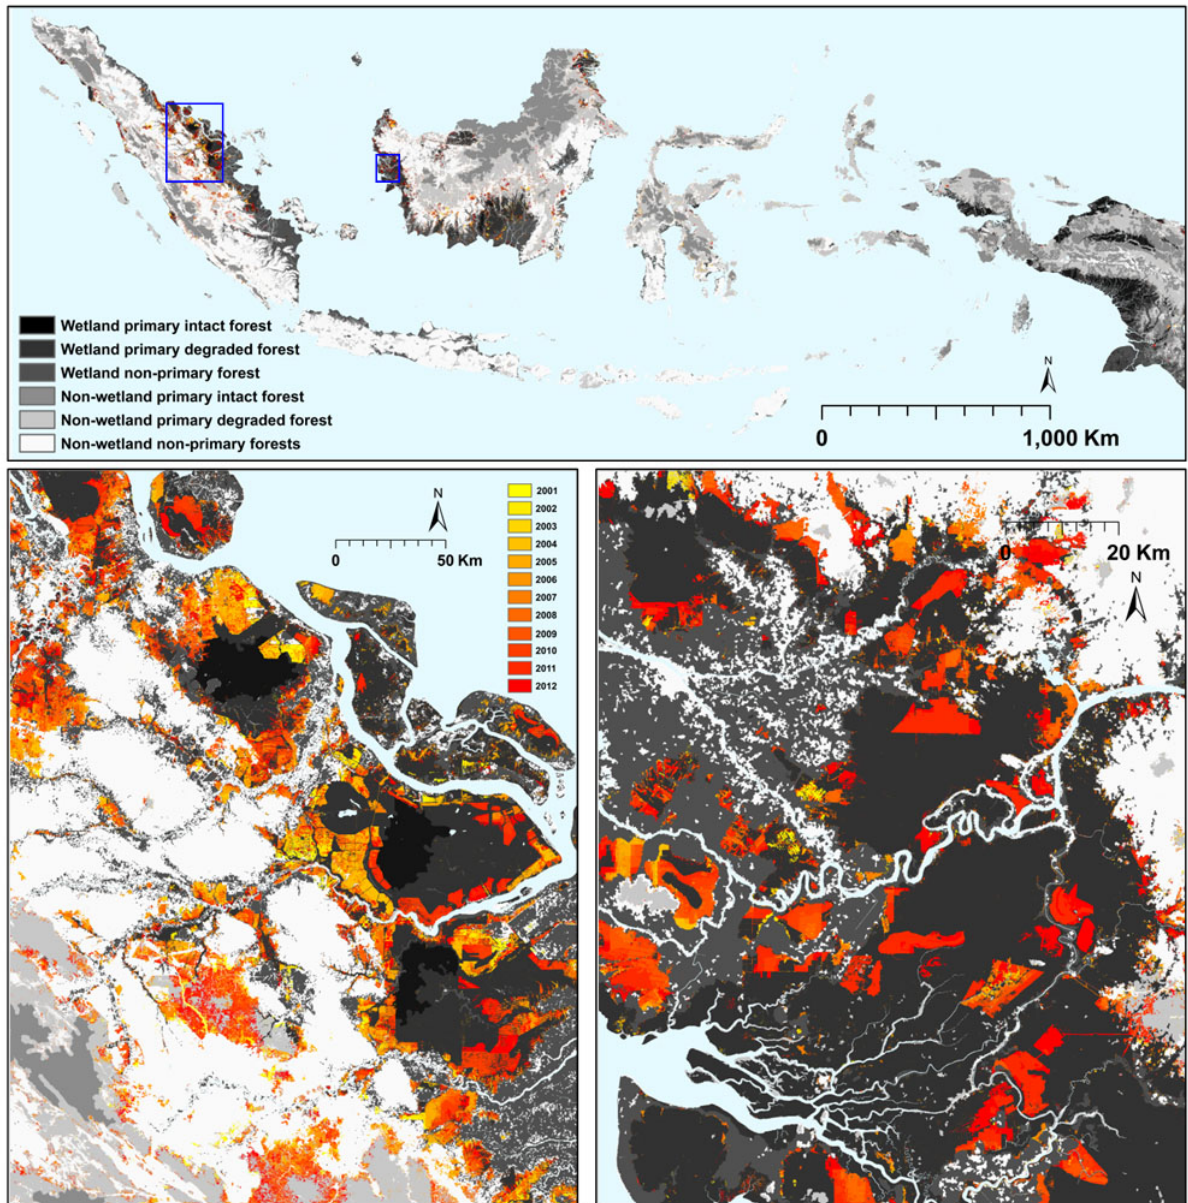 Wetland primary intact forest
Wetland primary degraded forest
Wetland non-primary forest
Non-wetland primary intact forest
Non-wetland primary degraded forest
Non-wetland non-primary forests
N
0 1,000 Km
N
0 50 Km
2001
2002
2003
2004
2005
2006
2007
2008
2009
2010
2011
2012
0 20 Km
N